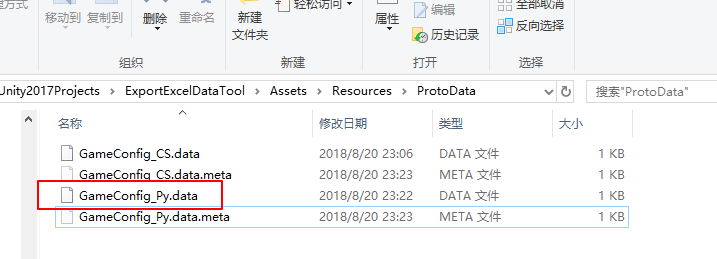 移动到 复制到 删除 重命名
新建
文件夹
轻松访问
属性
编辑
历史记录
全部取消
反向选择
组织 新建 打开 选择
Unity2017Projects > ExportExcelDataTool > Assets > Resources > ProtoData
搜索"ProtoData"
名称 修改日期 类型 大小
GameConfig_CS.data 2018/8/20 23:06 DATA 文件 1 KB
GameConfig_CS.data.meta 2018/8/20 23:23 META 文件 1 KB
GameConfig_Py.data 2018/8/20 23:22 DATA 文件 1 KB
GameConfig_Py.data.meta 2018/8/20 23:23 META 文件 1 KB